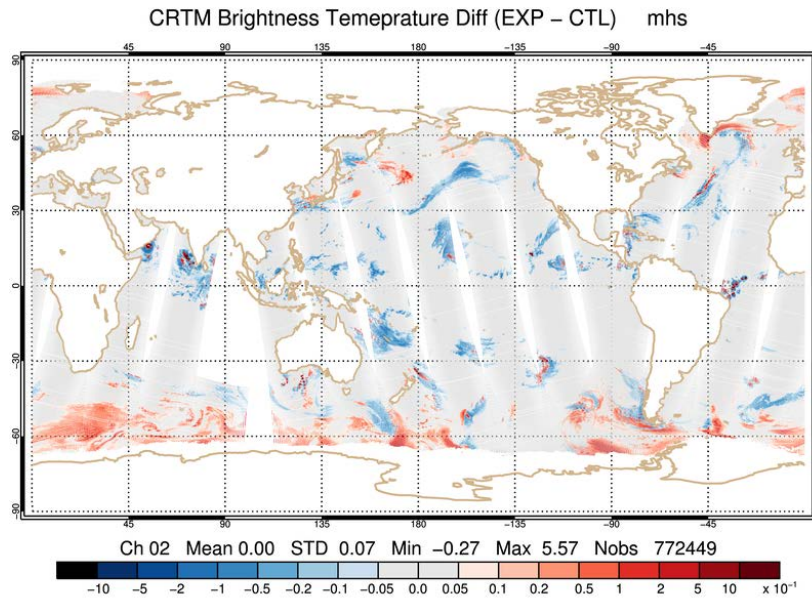 CRTM Brightness Temeprature Diff (EXP − CTL) mhs
45 90 135 180 −135 −90 −45
90
60
30
0
−30
−60
−90
45 90 135 180 −135 −90 −45
Ch 02 Mean 0.00 STD 0.07 Min −0.27 Max 5.57 Nobs 772449
−10 −5 −2 −1 −0.5 −0.2 −0.1 −0.05 0.0 0.05 0.1 0.2 0.5 1 2 5 10 x 10⁻¹